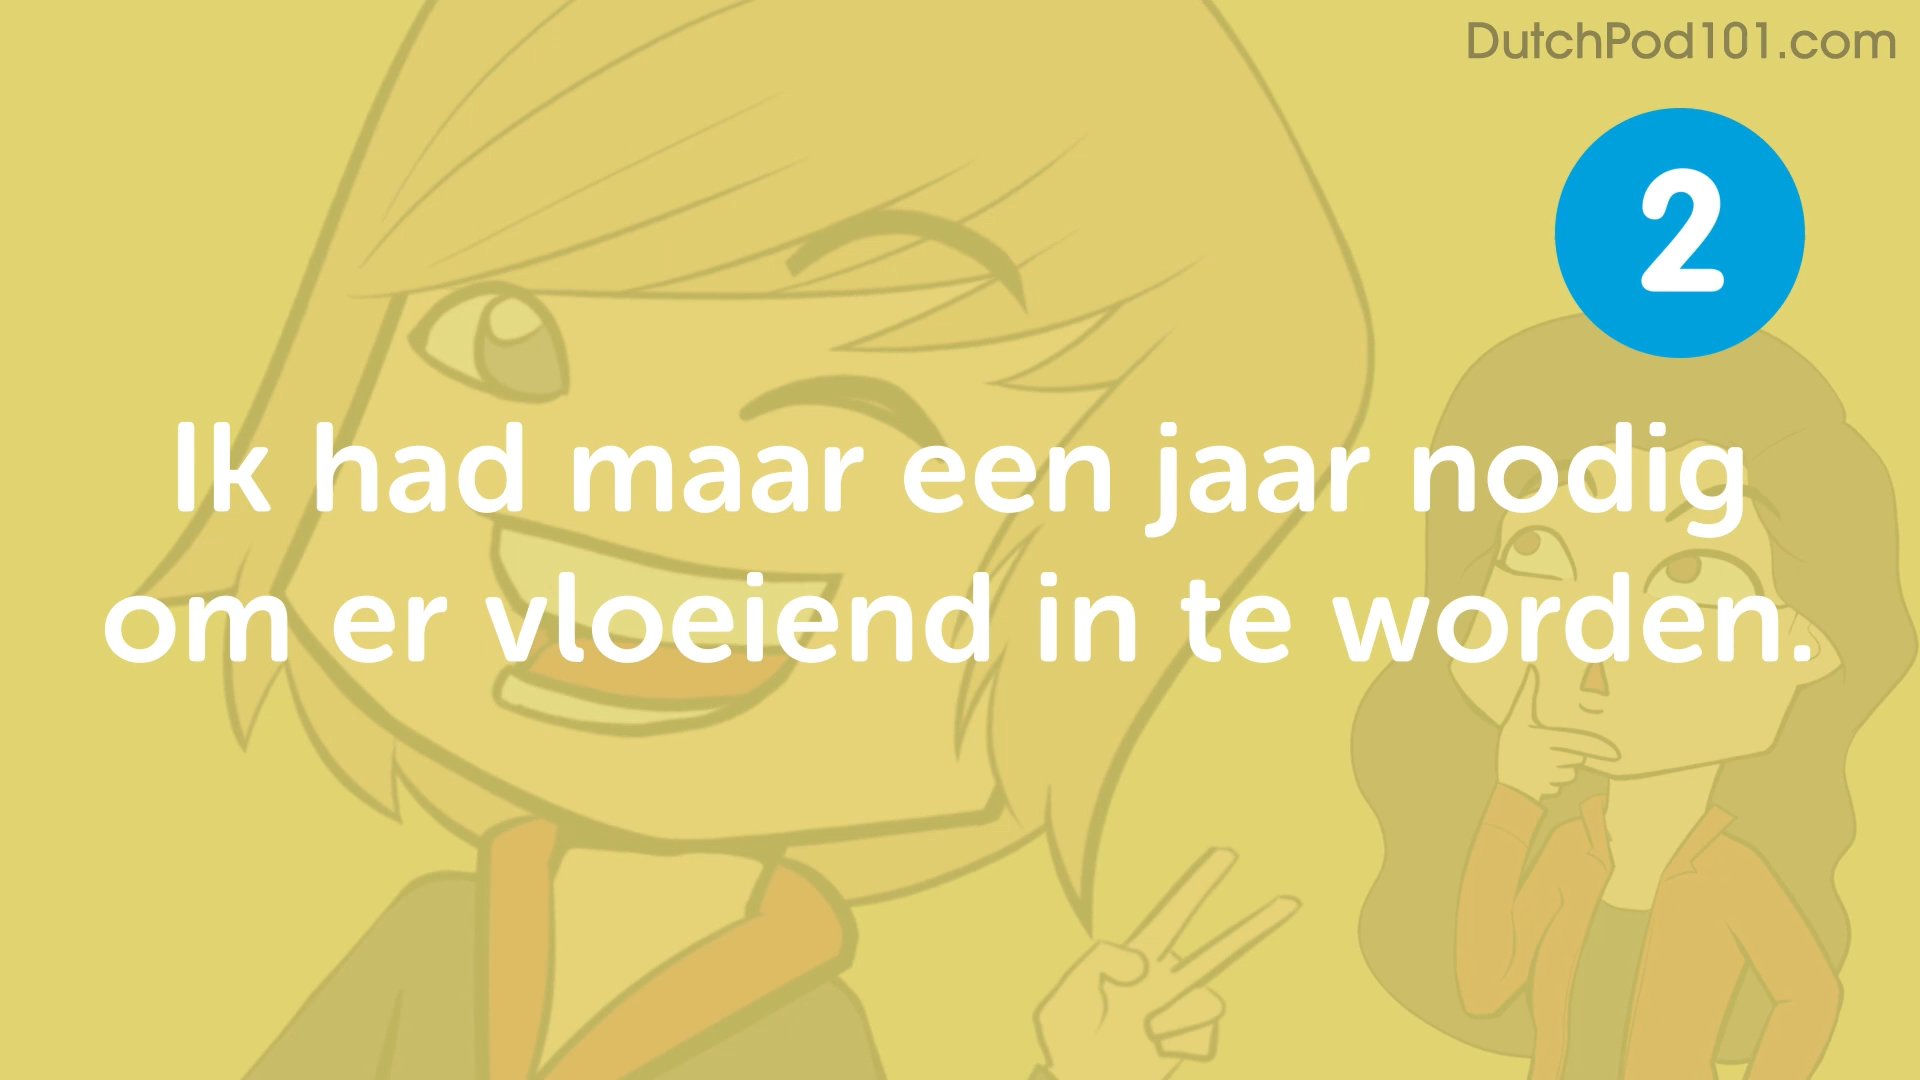 DutchPod101.com
2
Ik had maar een jaar nodig
om er vloeiend in te worden.